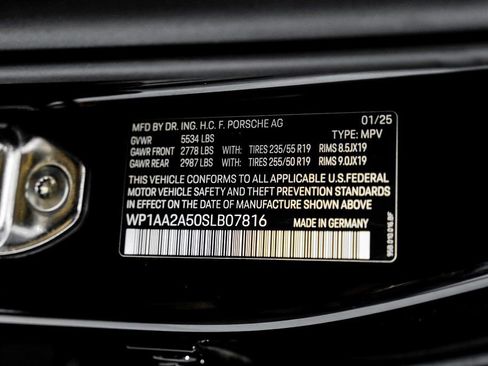 MFD BY DR. ING. H.C. F. PORSCHE AG 01/25
GVWR 5534 LBS TYPE: MPV
GAWR FRONT 2778 LBS WITH: TIRES 235/55 R19 RIMS 8.5JX19
GAWR REAR 2987 LBS WITH: TIRES 255/50 R19 RIMS 9.0JX19
THIS VEHICLE CONFORMS TO ALL APPLICABLE U.S.FEDERAL
MOTOR VEHICLE SAFETY AND THEFT PREVENTION STANDARDS
IN EFFECT ON THE DATE OF MANUFACTURE SHOWN ABOVE
WP1AA2A50SLB07816 MADE IN GERMANY